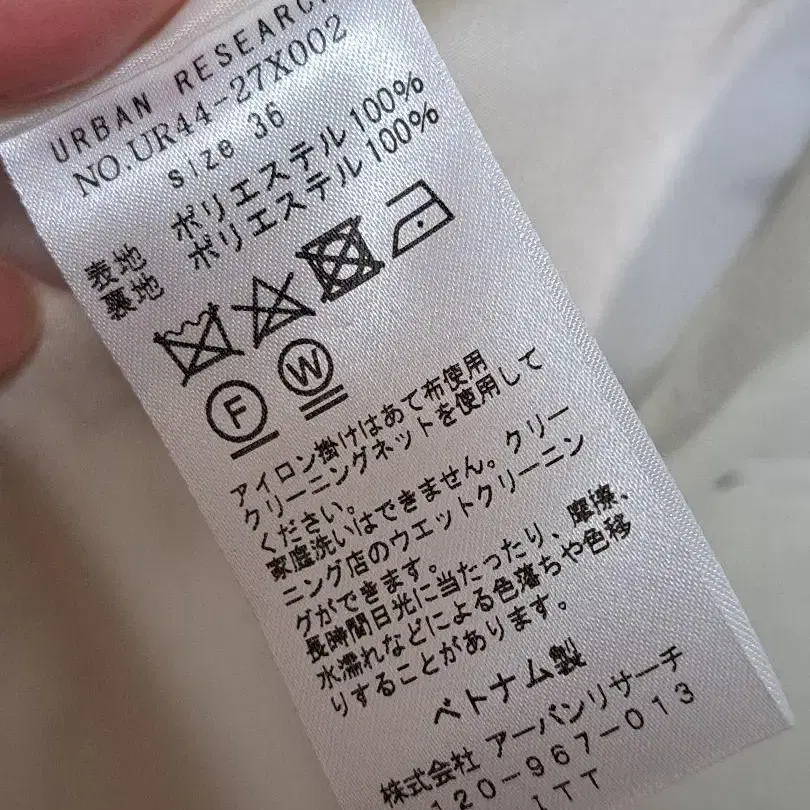 URBAN RESEARCH
NO.UR44-27X002
size 36
表地 ポリエステル100%
裏地 ポリエステル100%
F W
アイロン掛けはあて布使用
クリーニングネットを使用して
ください。
家庭洗いはできません。クリー
ニング店のウエットクリーニン
グができます。
長時間日光に当たったり、摩擦、
水濡れなどによる色落ちや色移
りすることがあります。
ベトナム製
株式会社 アーバンリサーチ
120-967-013
ITT